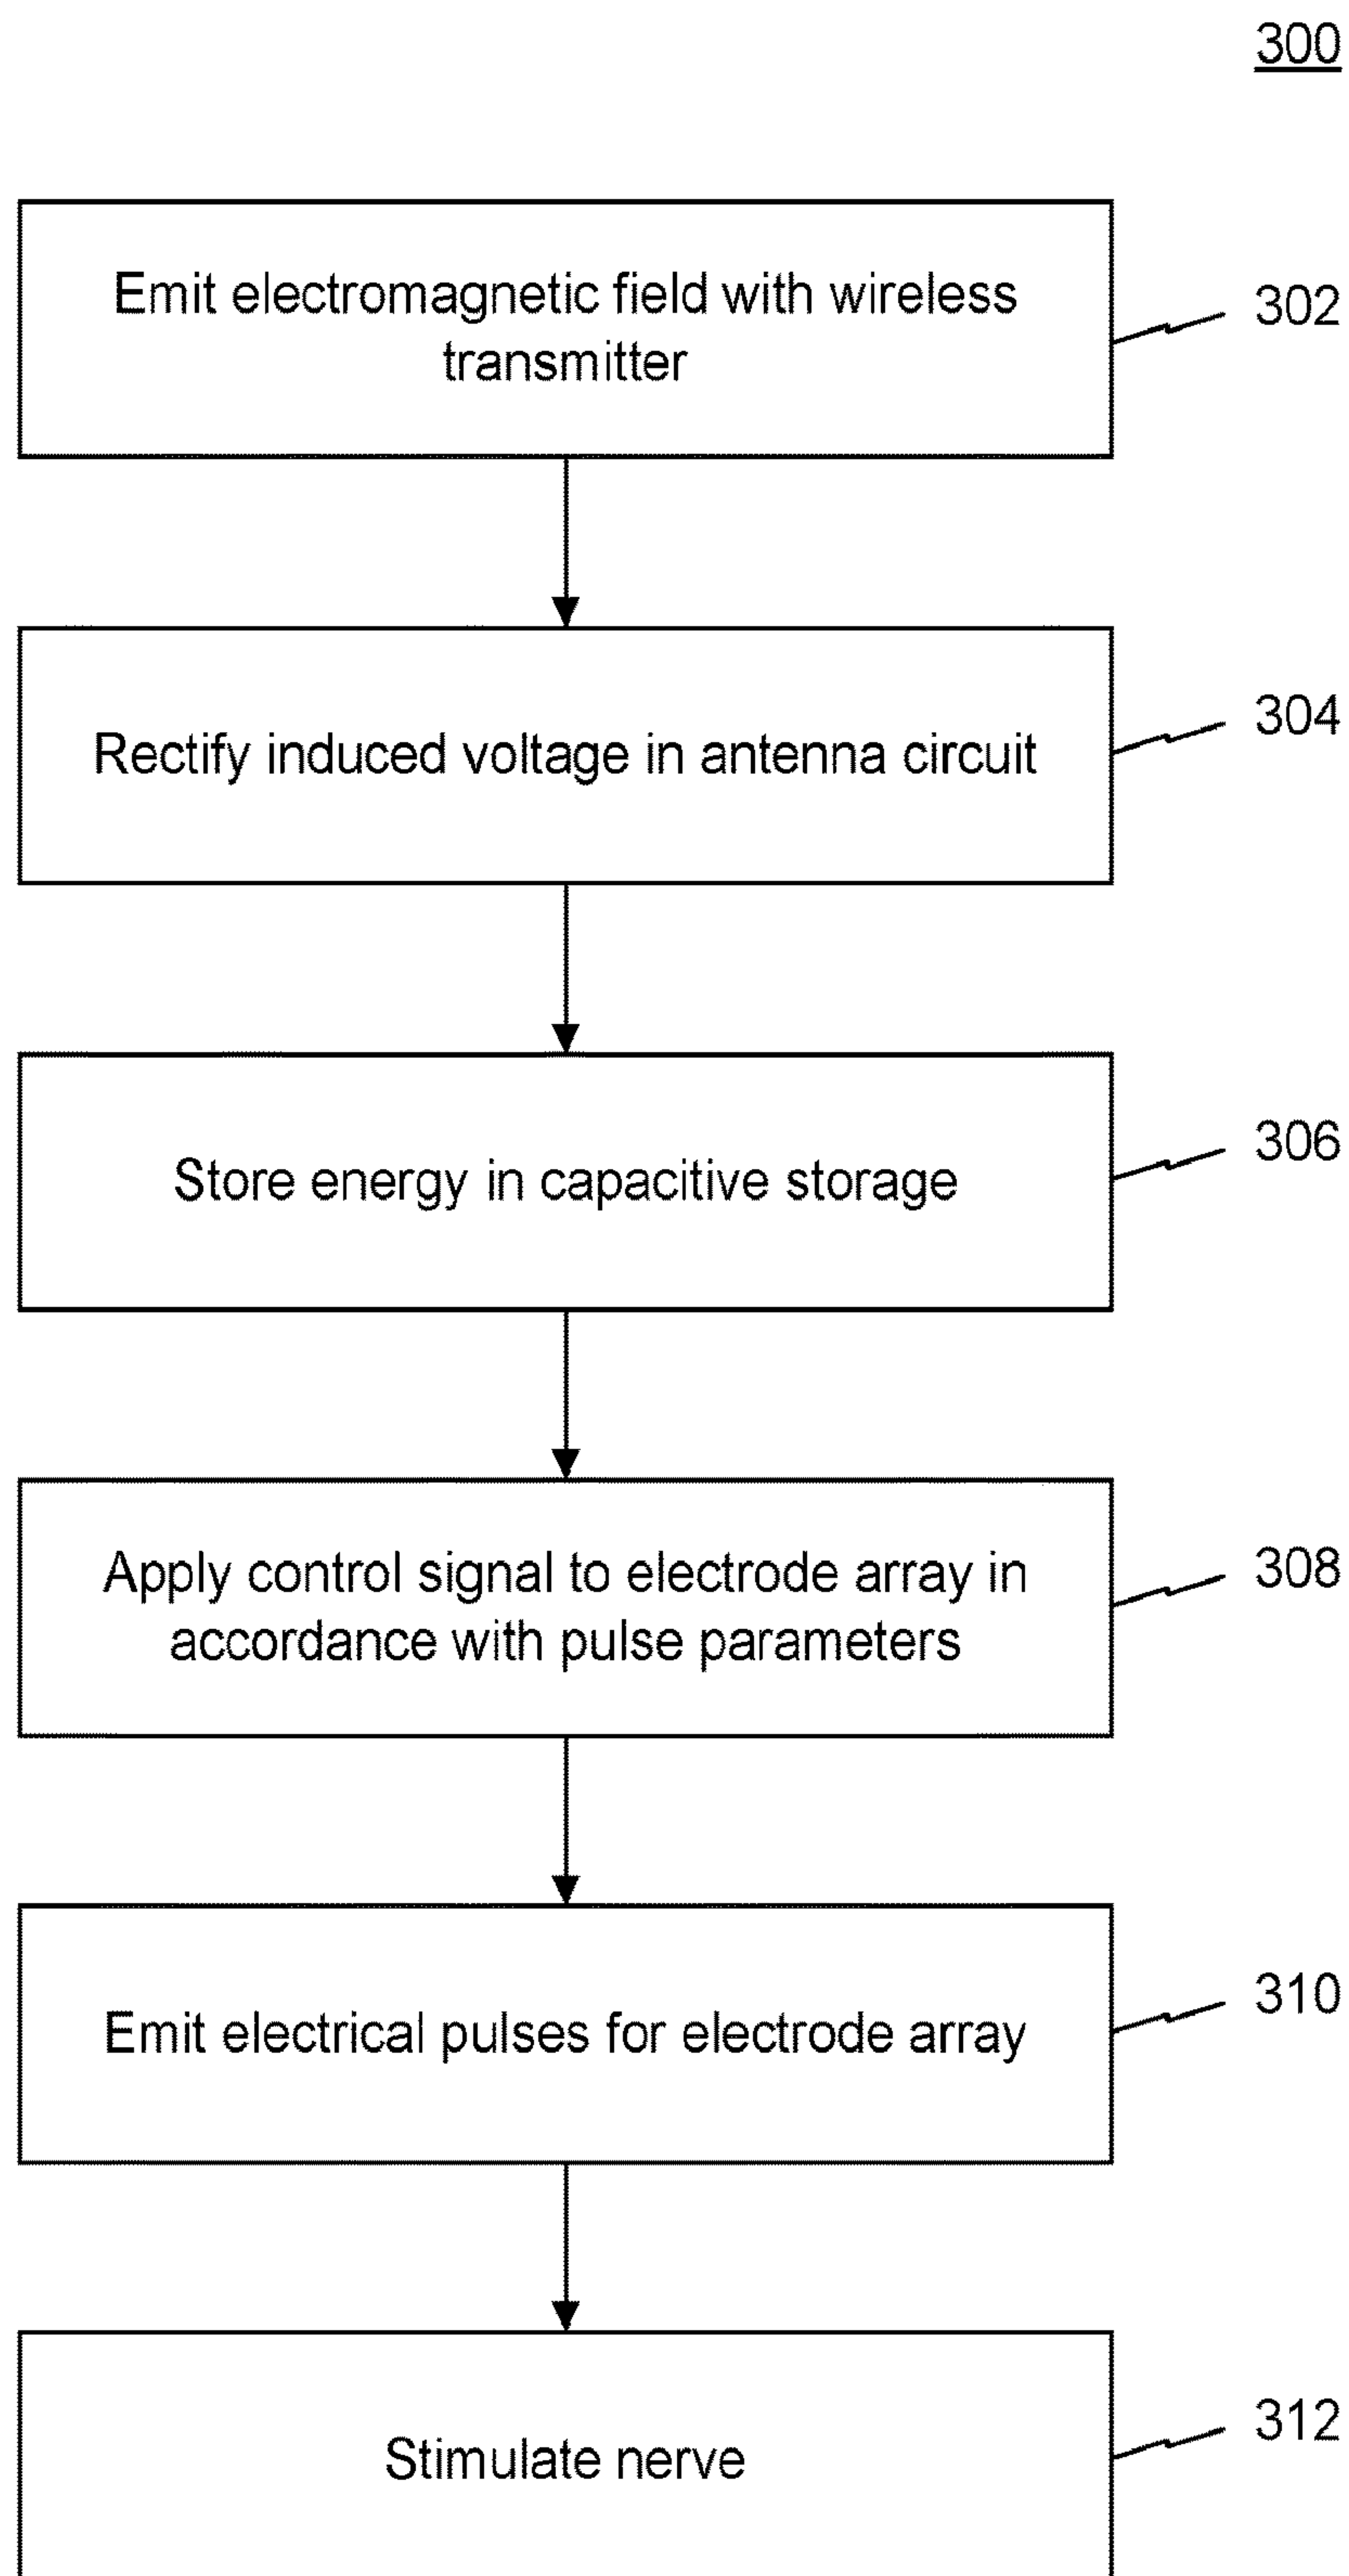 300
Emit electromagnetic field with wireless
transmitter
302
Rectify induced voltage in antenna circuit
304
Store energy in capacitive storage
306
Apply control signal to electrode array in
accordance with pulse parameters
308
Emit electrical pulses for electrode array
310
Stimulate nerve
312